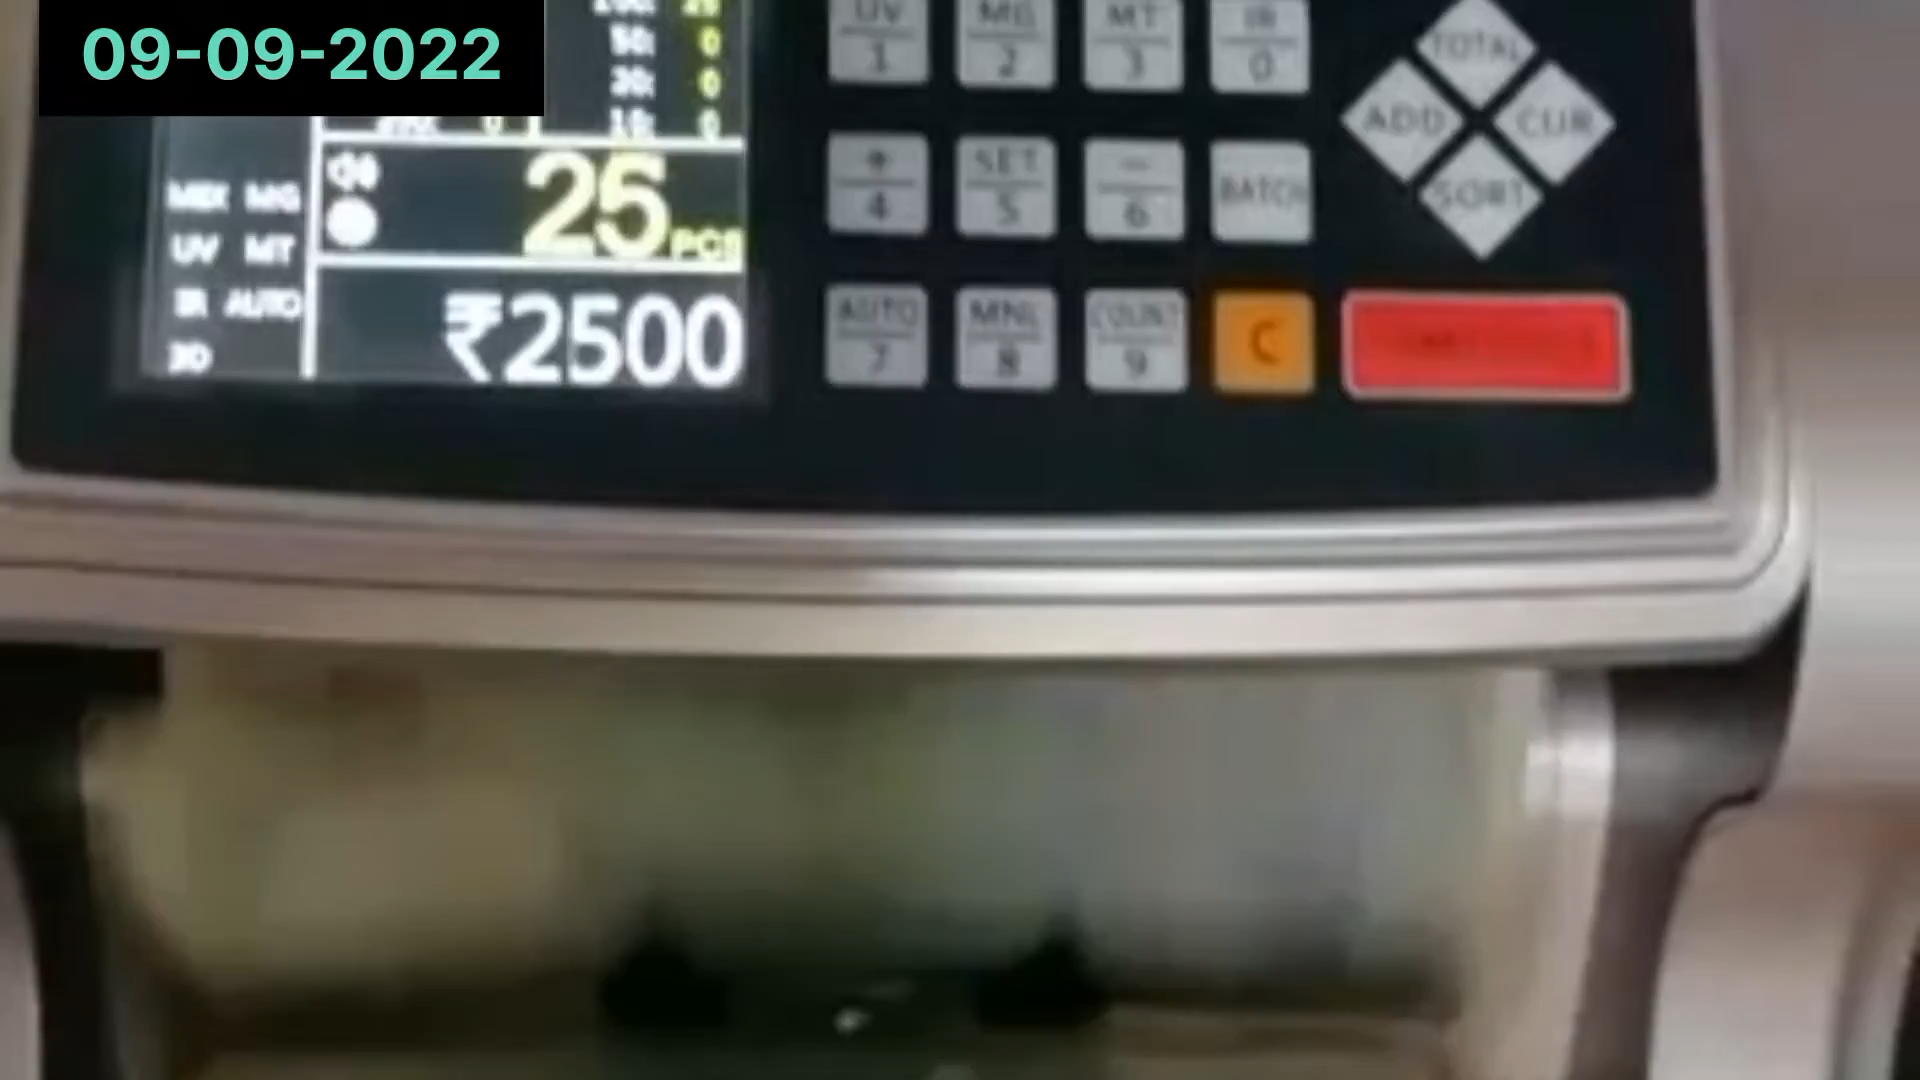 09-09-2022
100: 25
50: 0
20: 0
10: 0
25 PCS
₹2500
MIX MG
UV MT
IR AUTO
3D
UV MG MT IR
1 2 3 0
+ SET − BATCH
4 5 6
AUTO MNL COUNT C
7 8 9
TOTAL
ADD CUR
SORT